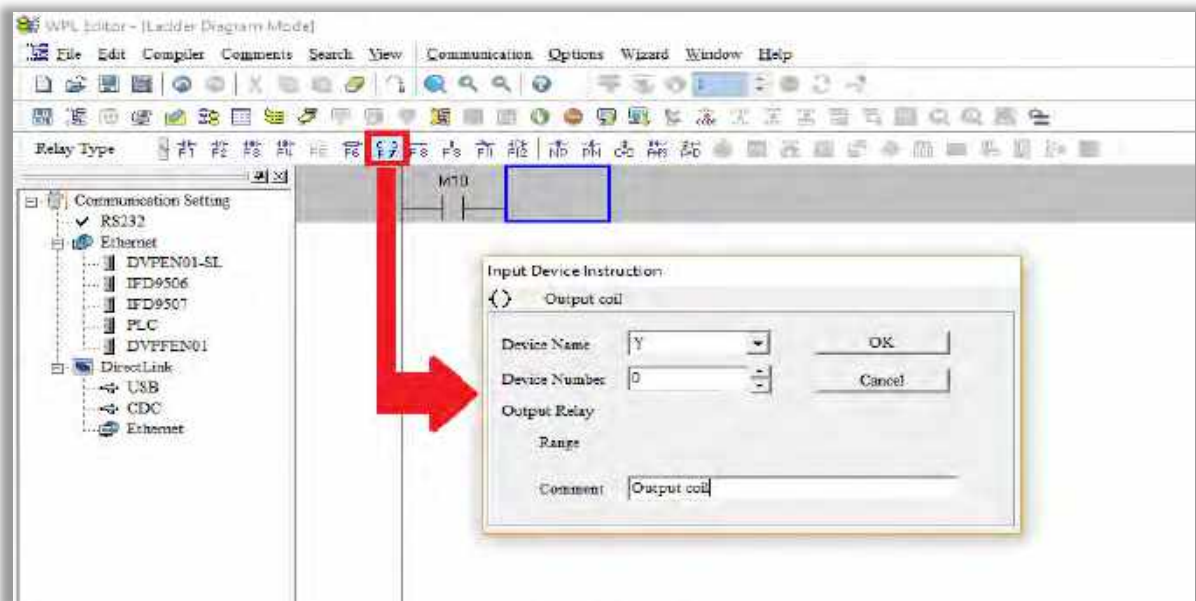 WPL Editor - [Ladder Diagram Mode]
File Edit Compiler Comments Search View Communication Options Wizard Window Help
Relay Type
M10
Communication Setting
RS232
Ethernet
DVPEN01-SL
IFD9506
IFD9507
PLC
DVPFEN01
DirectLink
USB
CDC
Ethernet
Input Device Instruction
Output coil
Device Name Y OK
Device Number 0 Cancel
Output Relay
Range
Comment Output coil